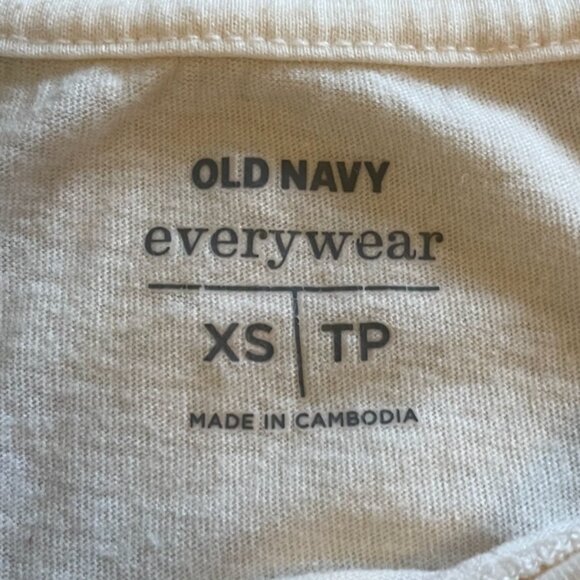 OLD NAVY
everywear
XS | TP
MADE IN CAMBODIA